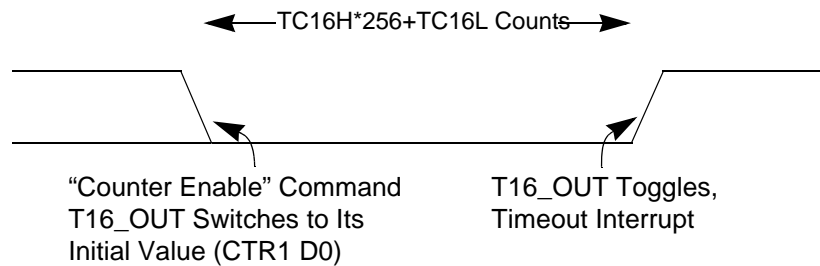 TC16H*256+TC16L Counts
“Counter Enable” Command
T16_OUT Switches to Its
Initial Value (CTR1 D0)
T16_OUT Toggles,
Timeout Interrupt